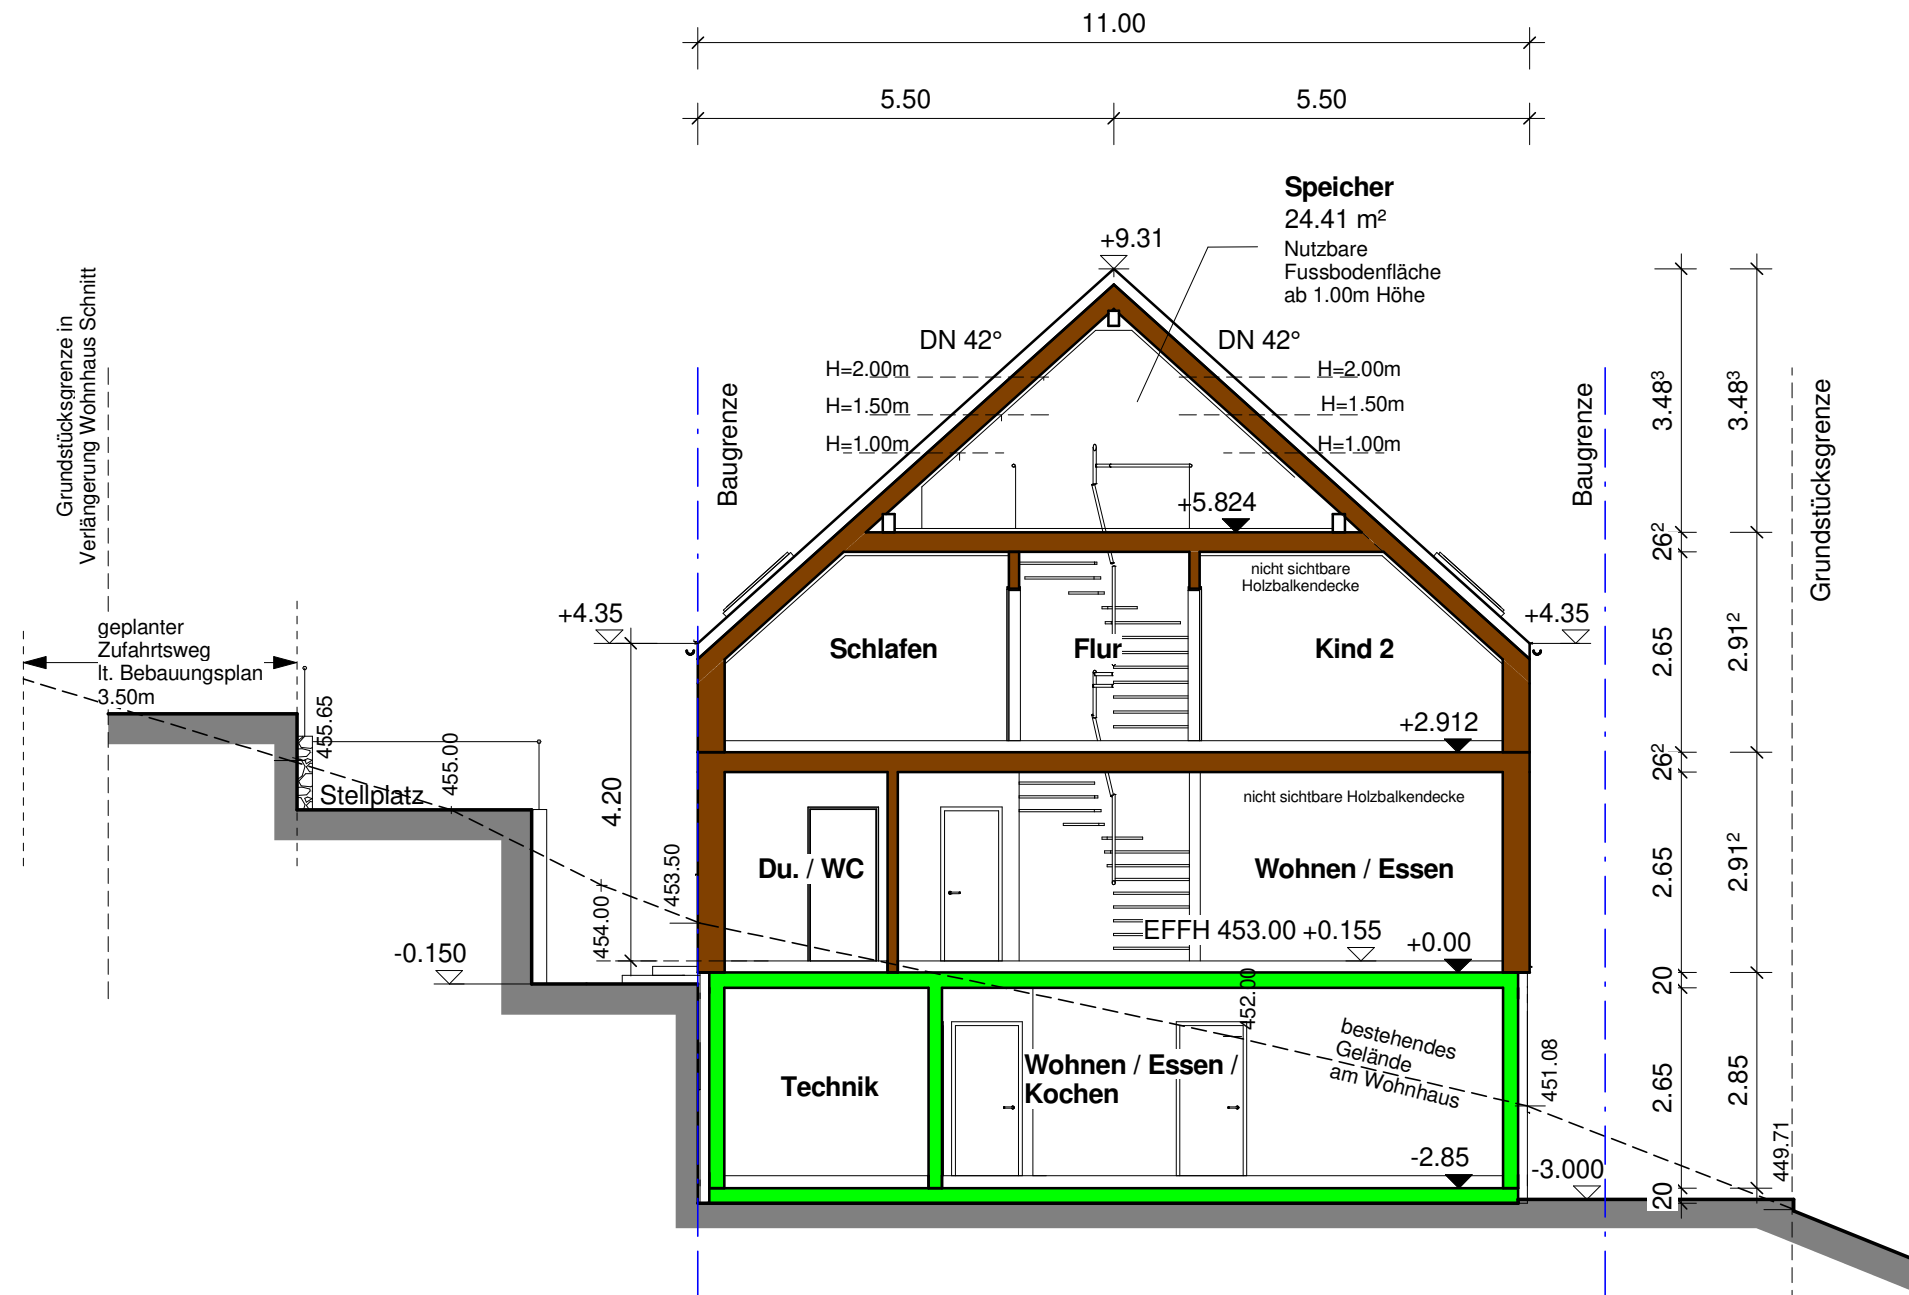 11.00
5.50
5.50
Speicher
24.41 m²
Nutzbare
Fussbodenfläche
ab 1.00m Höhe
+9.31
Grundstücksgrenze in
Verlängerung Wohnhaus Schnitt
DN 42°
DN 42°
H=2.00m
H=2.00m
H=1.50m
H=1.50m
H=1.00m
H=1.00m
Baugrenze
Baugrenze
Grundstücksgrenze
3.48³
3.48³
+5.824
26²
nicht sichtbare
Holzbalkendecke
+4.35
+4.35
geplanter
Zufahrtsweg
lt. Bebauungsplan
3.50m
Schlafen
Flur
Kind 2
2.65
2.91²
455.65
455.00
+2.912
26²
Stellplatz
4.20
nicht sichtbare Holzbalkendecke
Du. / WC
Wohnen / Essen
2.65
2.91²
453.50
454.00
EFFH 453.00 +0.155
+0.00
-0.150
20
452.00
bestehendes
Gelände
am Wohnhaus
451.08
Technik
Wohnen / Essen /
Kochen
2.65
2.85
449.71
-2.85
-3.000
20